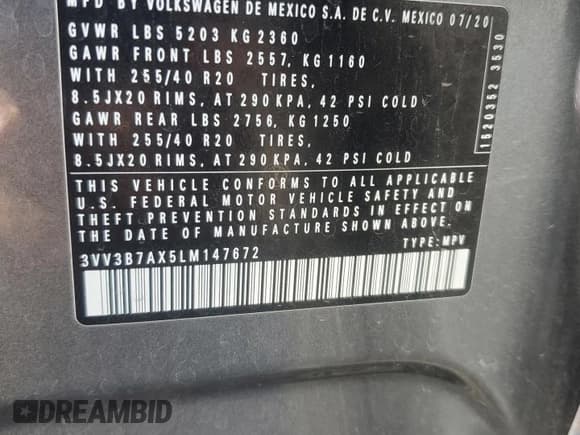 MFD BY VOLKSWAGEN DE MEXICO S.A. DE C.V. MEXICO 07/20
GVWR LBS 5203 KG 2360
GAWR FRONT LBS 2557, KG 1160
WITH 255/40 R20 TIRES,
8.5JX20 RIMS, AT 290 KPA, 42 PSI COLD
GAWR REAR LBS 2756, KG 1250
WITH 255/40 R20 TIRES,
8.5JX20 RIMS, AT 290 KPA, 42 PSI COLD
THIS VEHICLE CONFORMS TO ALL APPLICABLE
U.S. FEDERAL MOTOR VEHICLE SAFETY AND
THEFT PREVENTION STANDARDS IN EFFECT ON
THE DATE OF MANUFACTURE SHOWN ABOVE.
3VV3B7AX5LM147672 TYPE: MPV
1520352 3530
DREAMBID